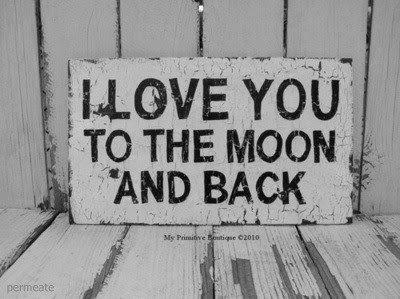 I LOVE YOU
TO THE MOON
AND BACK
My Primitive Boutique ©2010
permeate